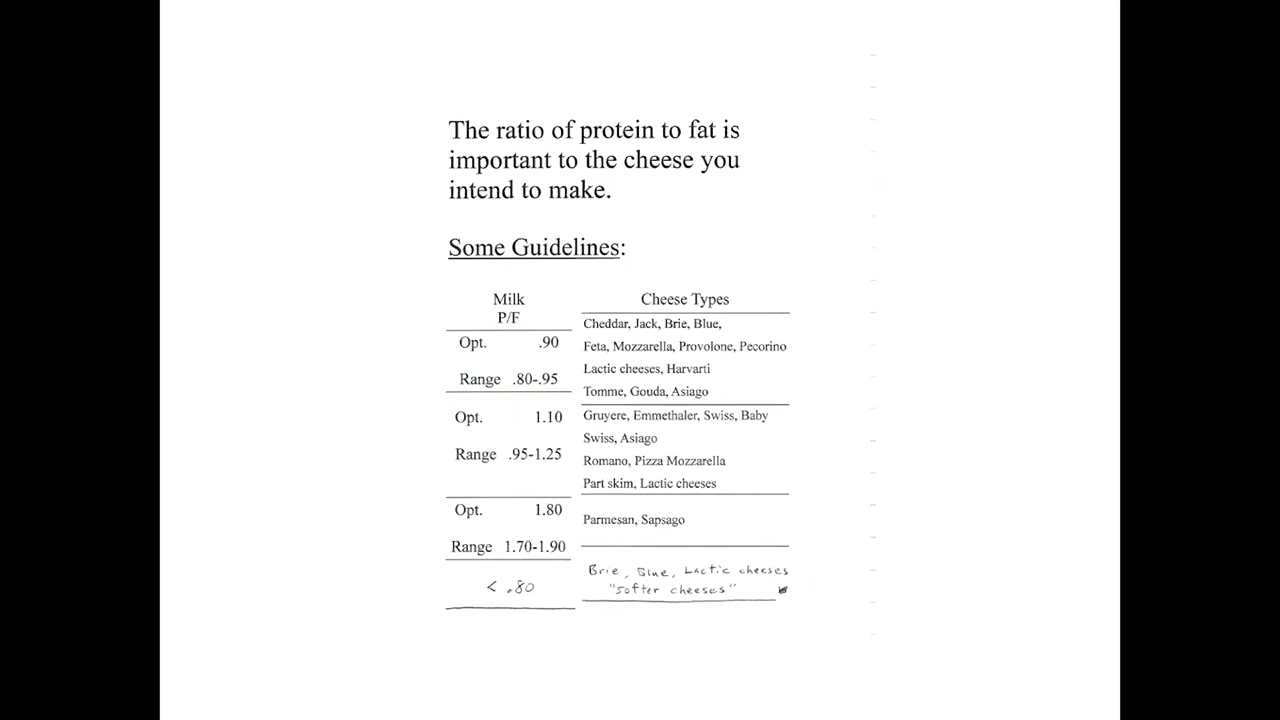 The ratio of protein to fat is
important to the cheese you
intend to make.
Some Guidelines:
Milk
P/F
Cheese Types
Opt. .90
Range .80-.95
Cheddar, Jack, Brie, Blue,
Feta, Mozzarella, Provolone, Pecorino
Lactic cheeses, Harvarti
Tomme, Gouda, Asiago
Opt. 1.10
Range .95-1.25
Gruyere, Emmethaler, Swiss, Baby
Swiss, Asiago
Romano, Pizza Mozzarella
Part skim, Lactic cheeses
Opt. 1.80
Range 1.70-1.90
Parmesan, Sapsago
< .80
Brie, Blue, Lactic cheeses
"softer cheeses"